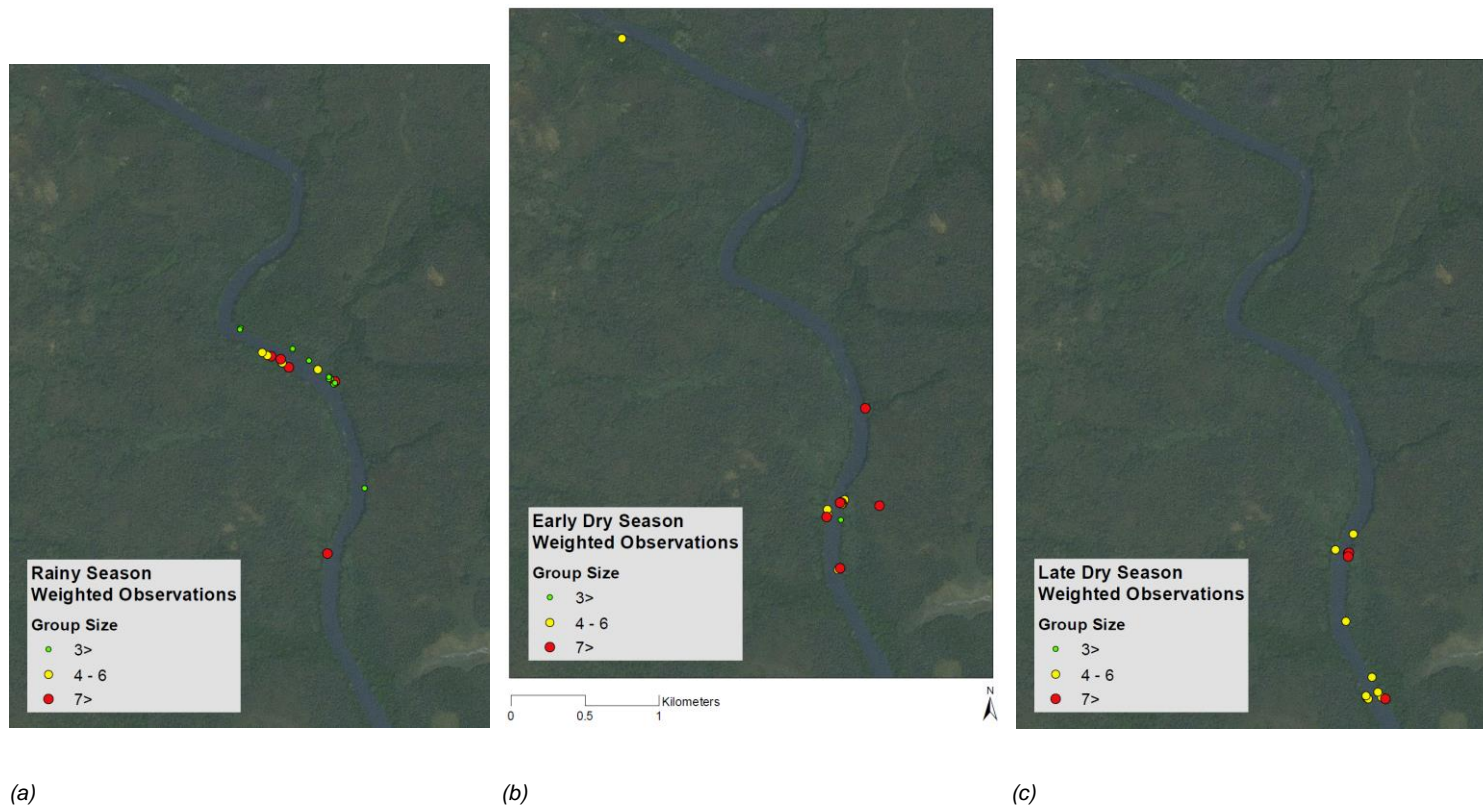 Rainy Season
Weighted Observations
Group Size
3>
4 - 6
7>
Early Dry Season
Weighted Observations
Group Size
3>
4 - 6
7>
Kilometers
0 0.5 1
N
Late Dry Season
Weighted Observations
Group Size
3>
4 - 6
7>
(a) (b) (c)